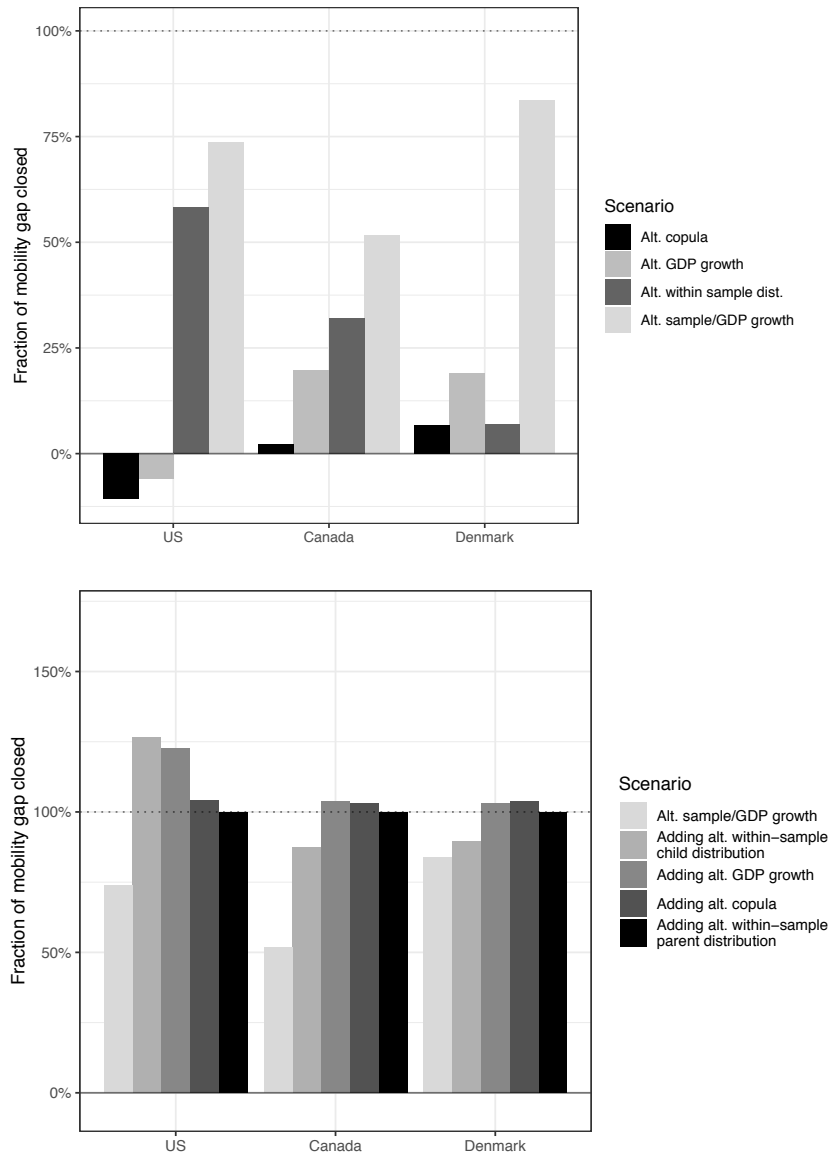 Fraction of mobility gap closed
100%
75%
50%
25%
0%
US
Canada
Denmark
Scenario
Alt. copula
Alt. GDP growth
Alt. within sample dist.
Alt. sample/GDP growth
Fraction of mobility gap closed
150%
100%
50%
0%
US
Canada
Denmark
Scenario
Alt. sample/GDP growth
Adding alt. within−sample
child distribution
Adding alt. GDP growth
Adding alt. copula
Adding alt. within−sample
parent distribution